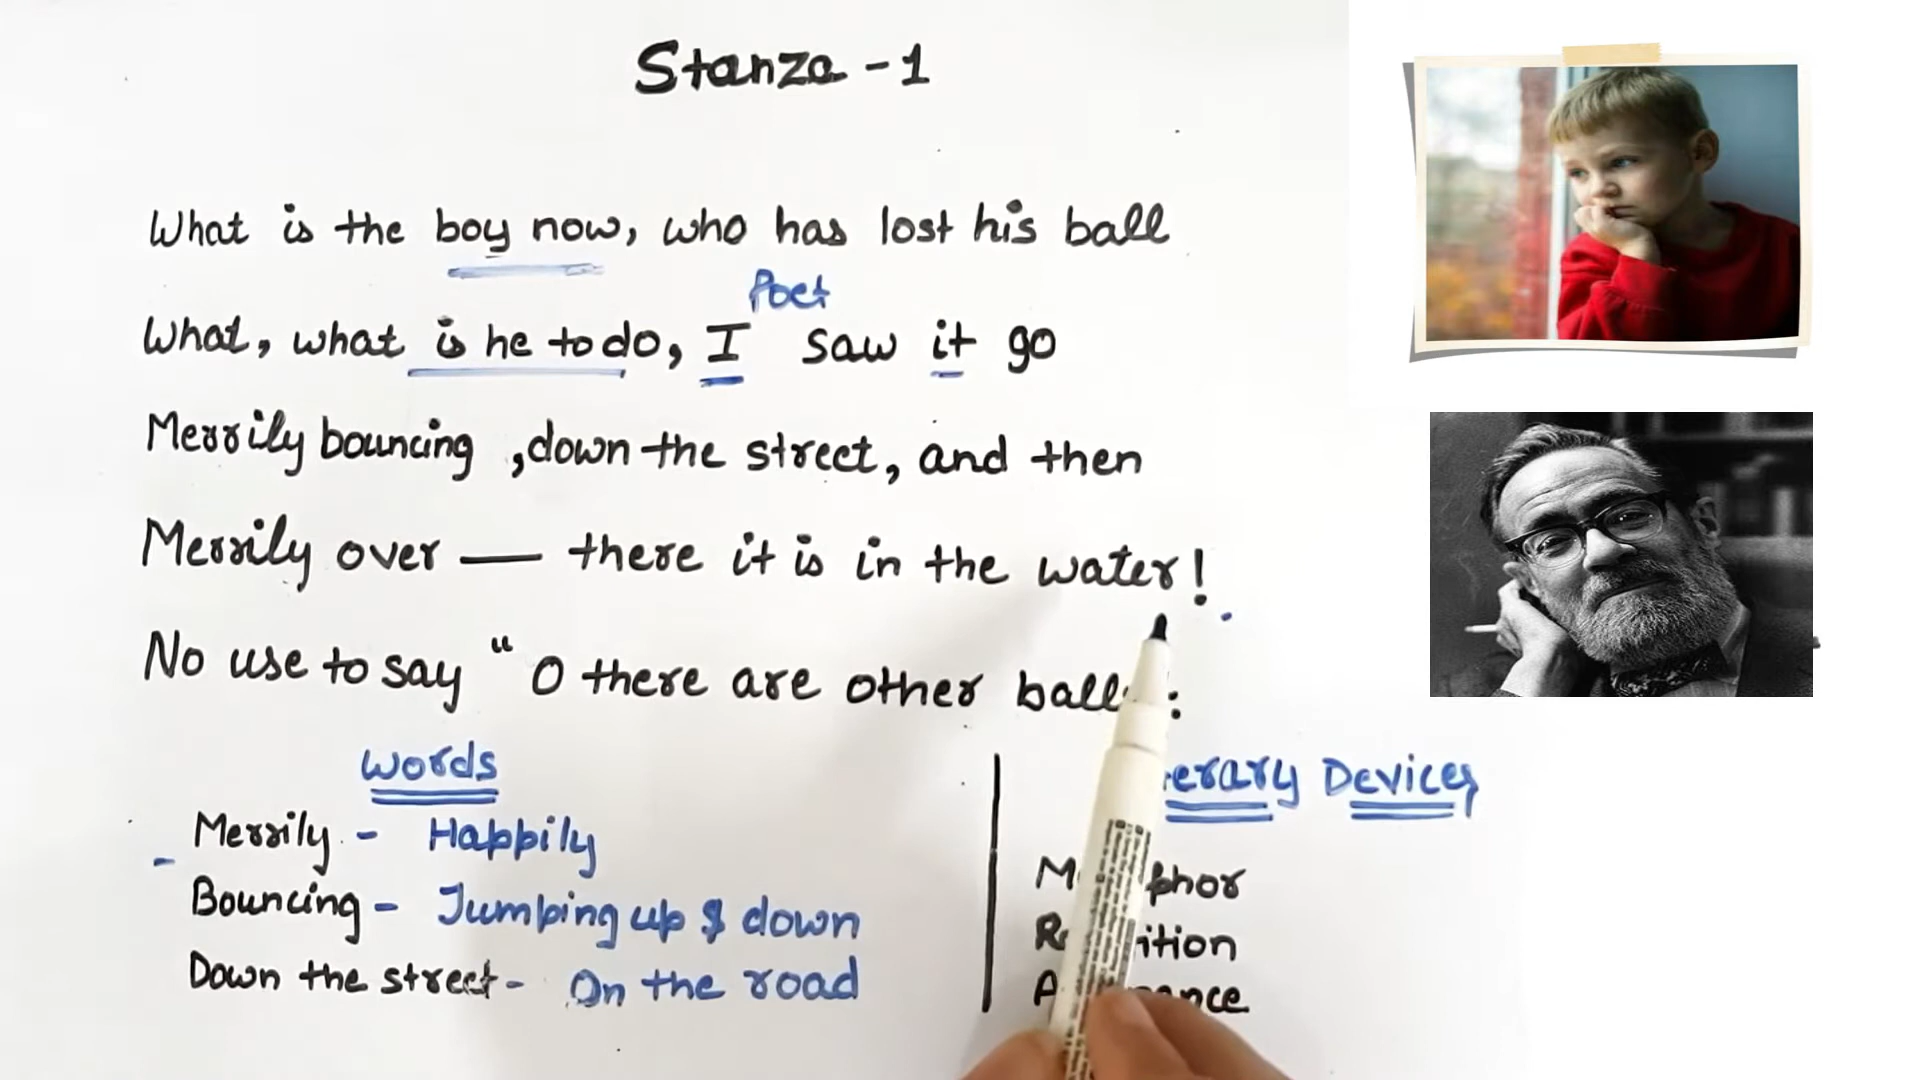 Stanza - 1
What is the boy now, who has lost his ball
Poet
What, what is he to do, I saw it go
Merrily bouncing, down the street, and then
Merrily over — there it is in the water!
No use to say “O there are other ball :
Words
Merrily - Happily
Bouncing - Jumping up & down
Down the street - On the road
Devices